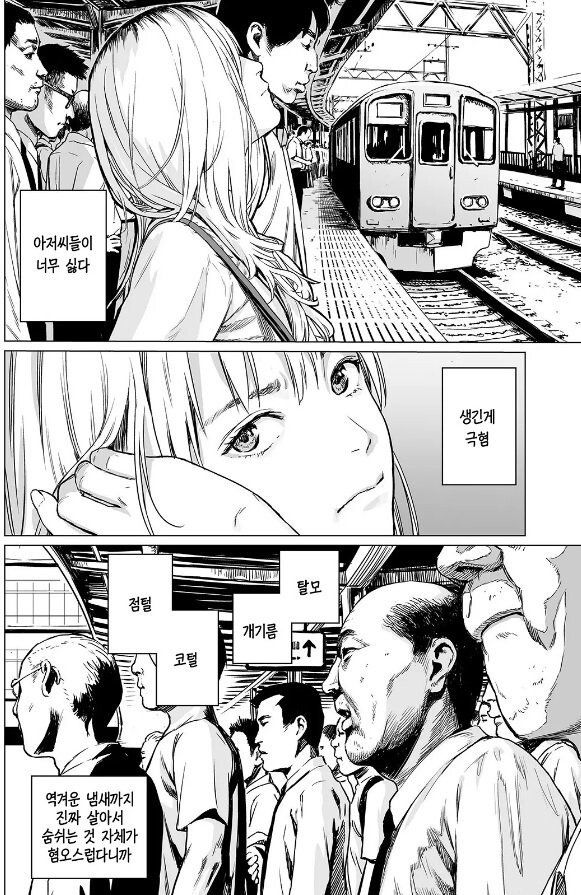 아저씨들이
너무 싫다
생긴게
극혐
탈모
점털
개기름
코털
역겨운 냄새까지
진짜 살아서
숨쉬는 것 자체가
혐오스럽다니까